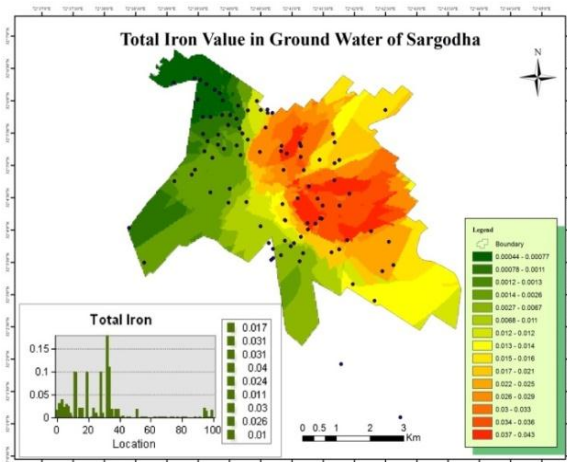 Total Iron Value in Ground Water of Sargodha
N
Legend
Boundary
0.00044 - 0.00077
0.00078 - 0.0011
0.0012 - 0.0013
0.0014 - 0.0026
0.0027 - 0.0067
0.0068 - 0.011
0.012 - 0.012
0.013 - 0.014
0.015 - 0.016
0.017 - 0.021
0.022 - 0.025
0.026 - 0.029
0.03 - 0.033
0.034 - 0.036
0.037 - 0.043
Total Iron
0.15
0.1
0.05
0
0 20 40 60 80 100
Location
0.017
0.031
0.031
0.04
0.024
0.011
0.03
0.026
0.01
0 0.5 1 2 3
Km